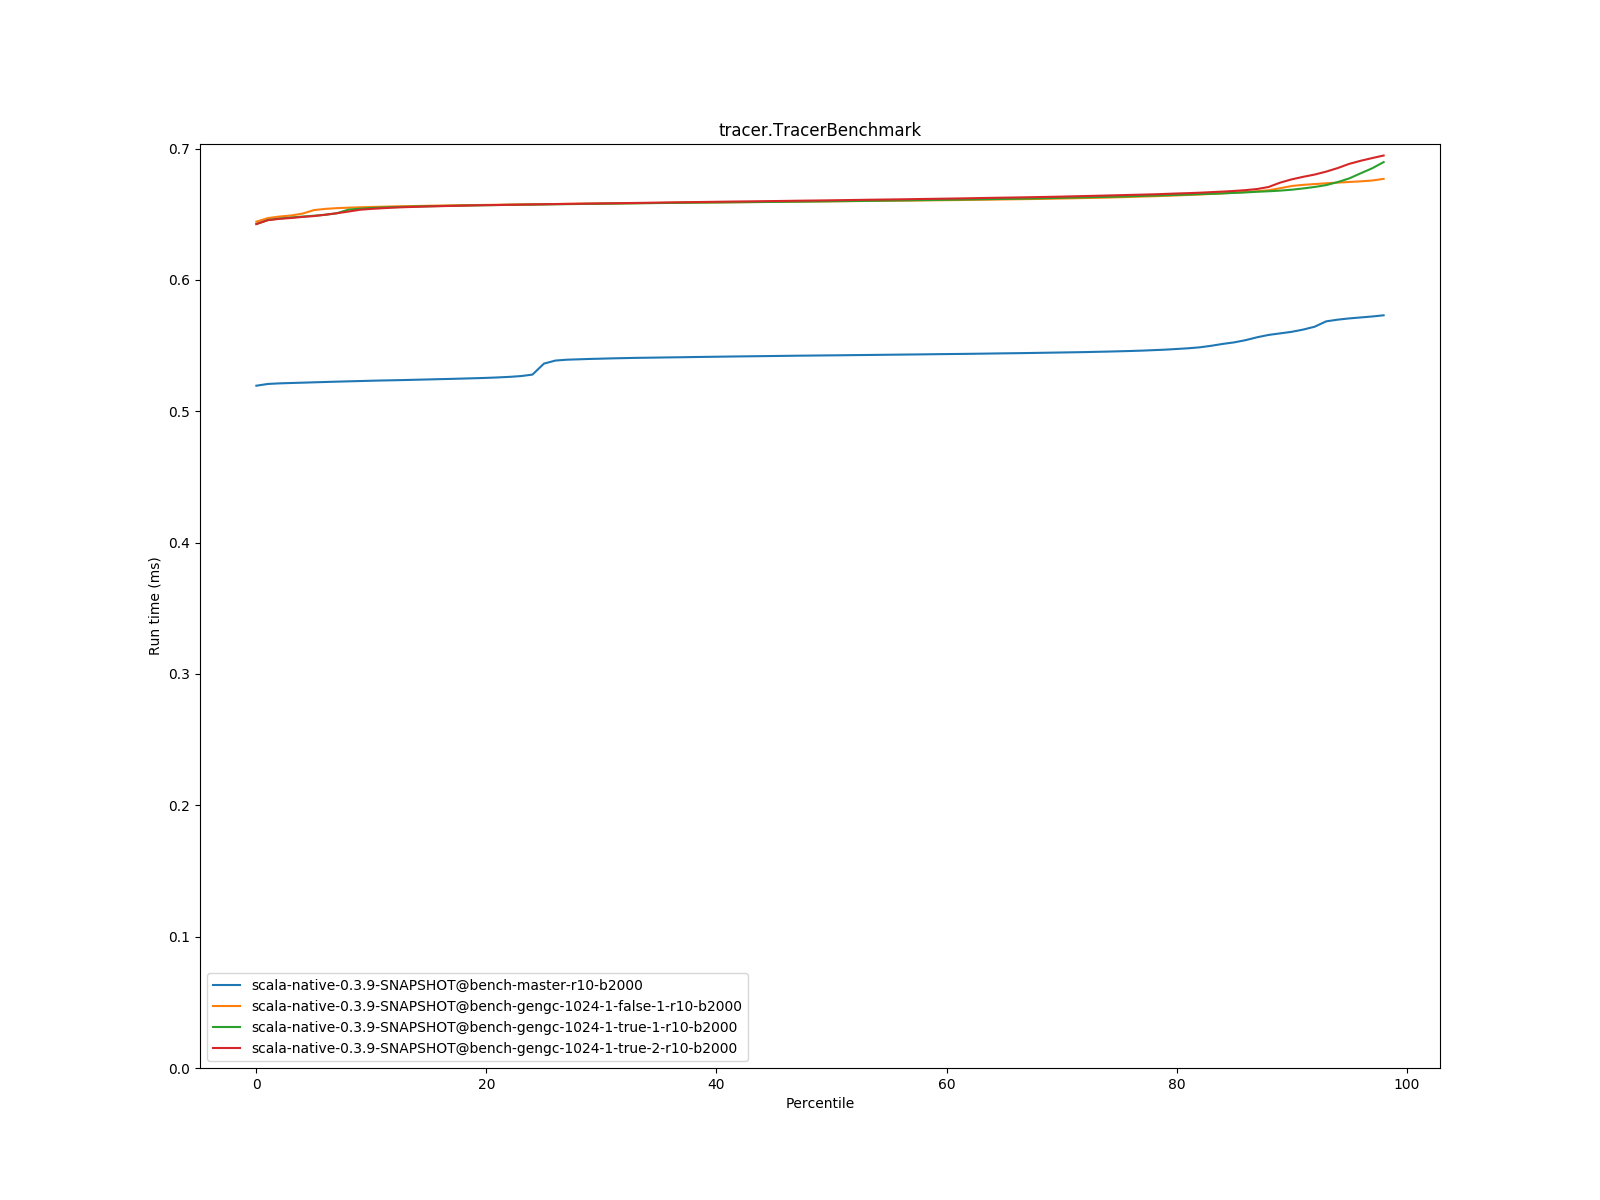 tracer.TracerBenchmark
0.7
0.6
0.5
0.4
0.3
0.2
0.1
0.0
Run time (ms)
scala-native-0.3.9-SNAPSHOT@bench-master-r10-b2000
scala-native-0.3.9-SNAPSHOT@bench-gengc-1024-1-false-1-r10-b2000
scala-native-0.3.9-SNAPSHOT@bench-gengc-1024-1-true-1-r10-b2000
scala-native-0.3.9-SNAPSHOT@bench-gengc-1024-1-true-2-r10-b2000
0 20 40 60 80 100
Percentile